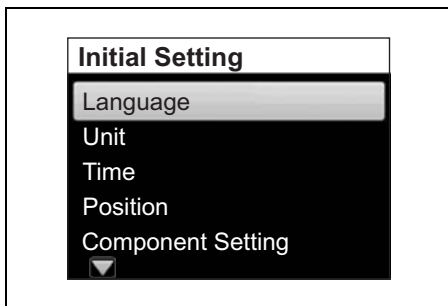 Initial Setting
Language
Unit
Time
Position
Component Setting